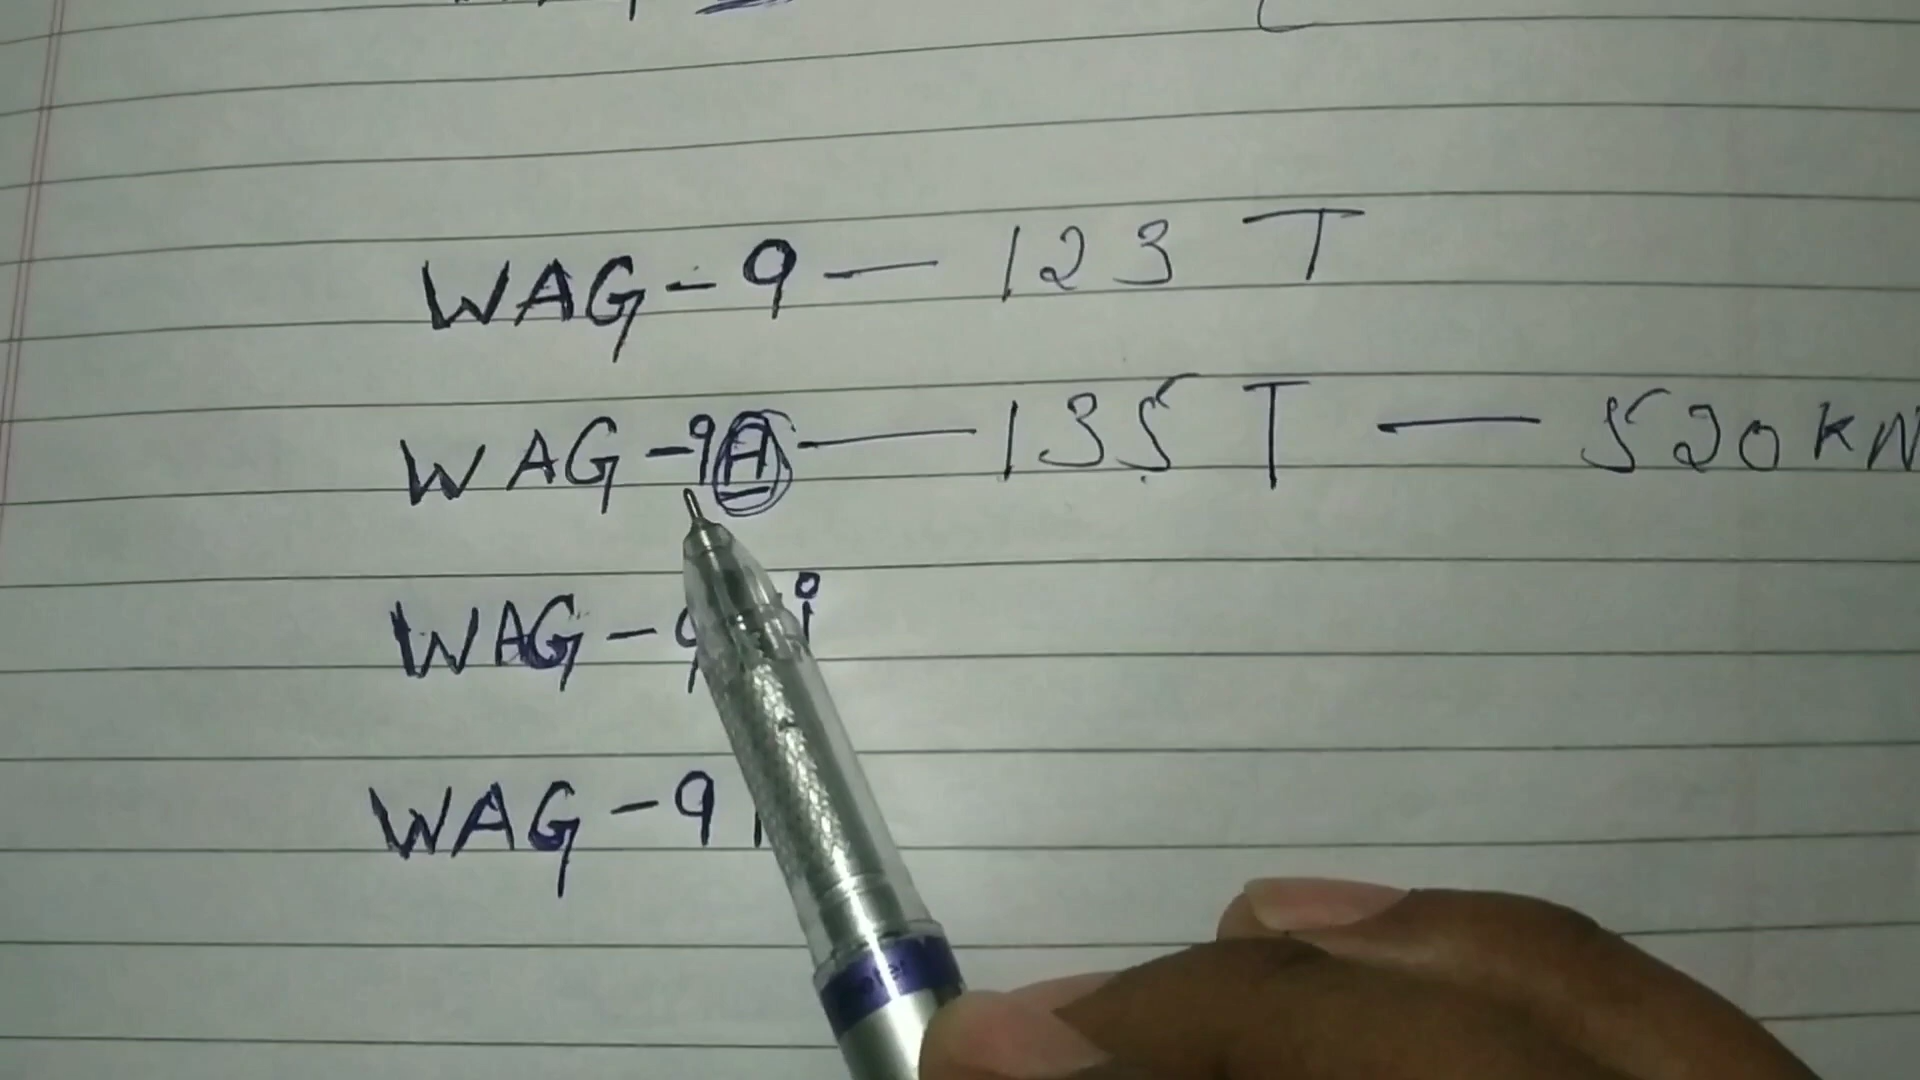 WAG-9 — 123 T
WAG-9H — 135 T — 520 KN
WAG-9 i
WAG-9